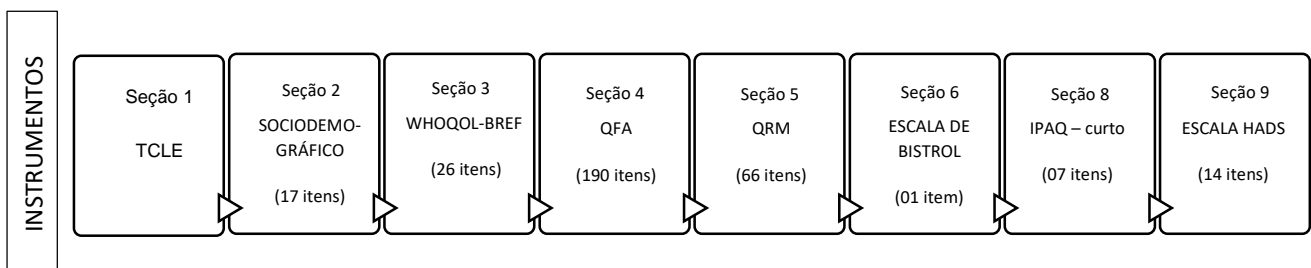 INSTRUMENTOS
Seção 1
TCLE
Seção 2
SOCIODEMO-
GRÁFICO
(17 itens)
Seção 3
WHOQOL-BREF
(26 itens)
Seção 4
QFA
(190 itens)
Seção 5
QRM
(66 itens)
Seção 6
ESCALA DE
BISTROL
(01 item)
Seção 8
IPAQ – curto
(07 itens)
Seção 9
ESCALA HADS
(14 itens)